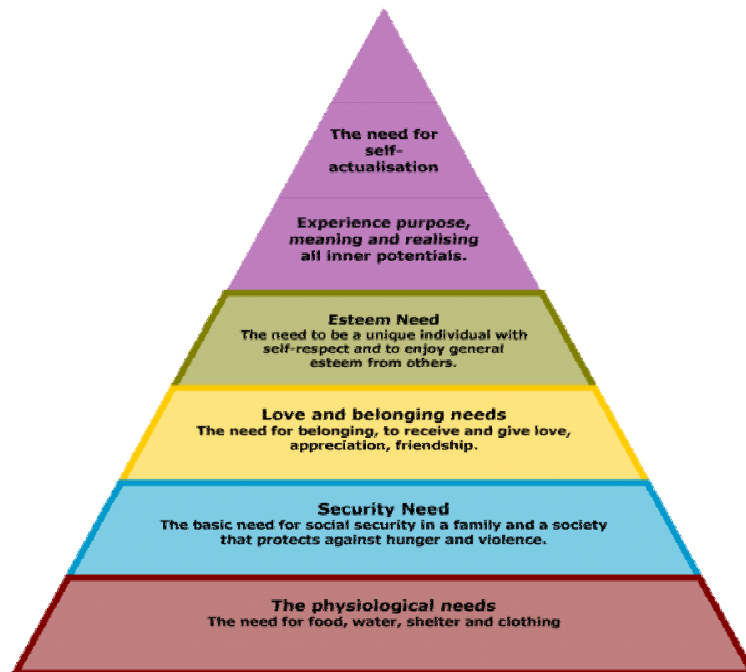 The need for
self-
actualisation
Experience purpose,
meaning and realising
all inner potentials.
Esteem Need
The need to be a unique individual with
self-respect and to enjoy general
esteem from others.
Love and belonging needs
The need for belonging, to receive and give love,
appreciation, friendship.
Security Need
The basic need for social security in a family and a society
that protects against hunger and violence.
The physiological needs
The need for food, water, shelter and clothing